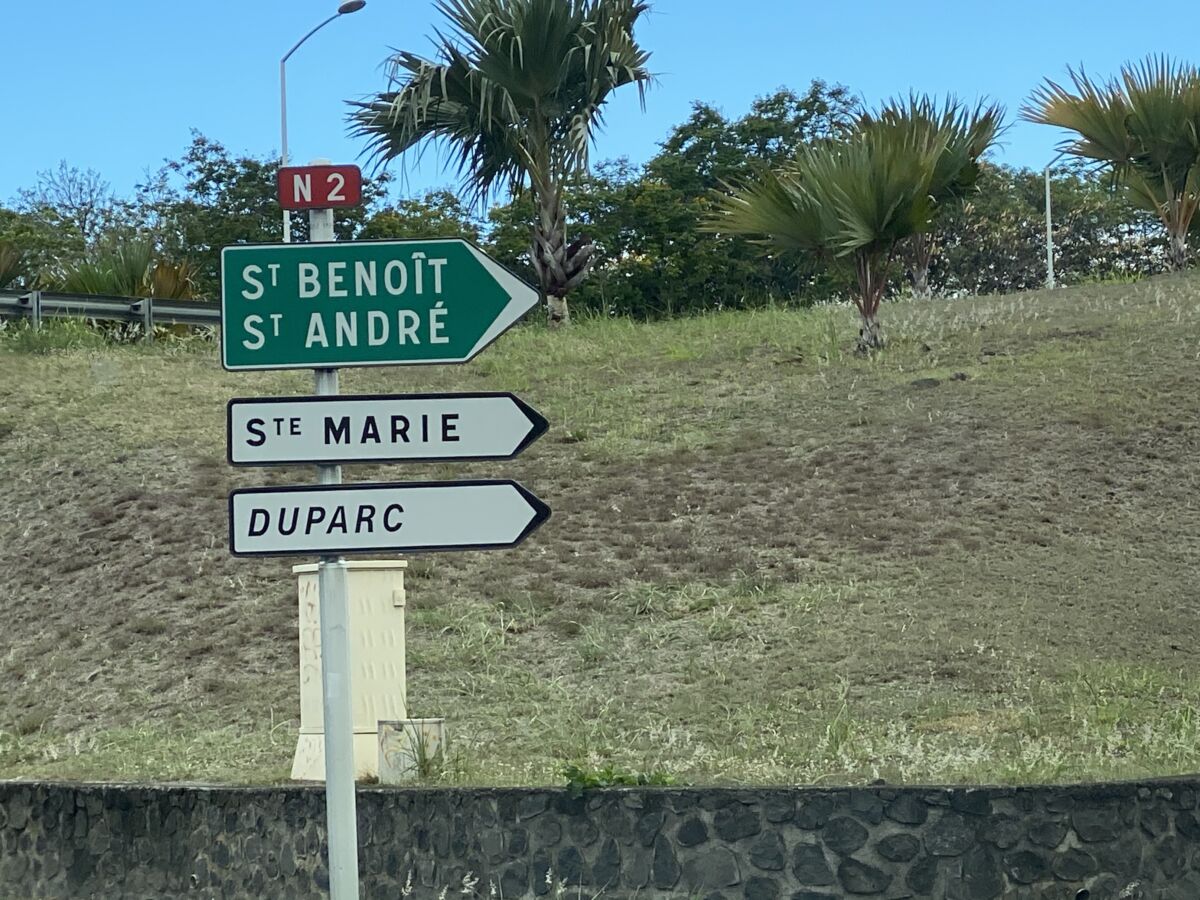 N 2
ST BENOÎT
ST ANDRÉ
STE MARIE
DUPARC